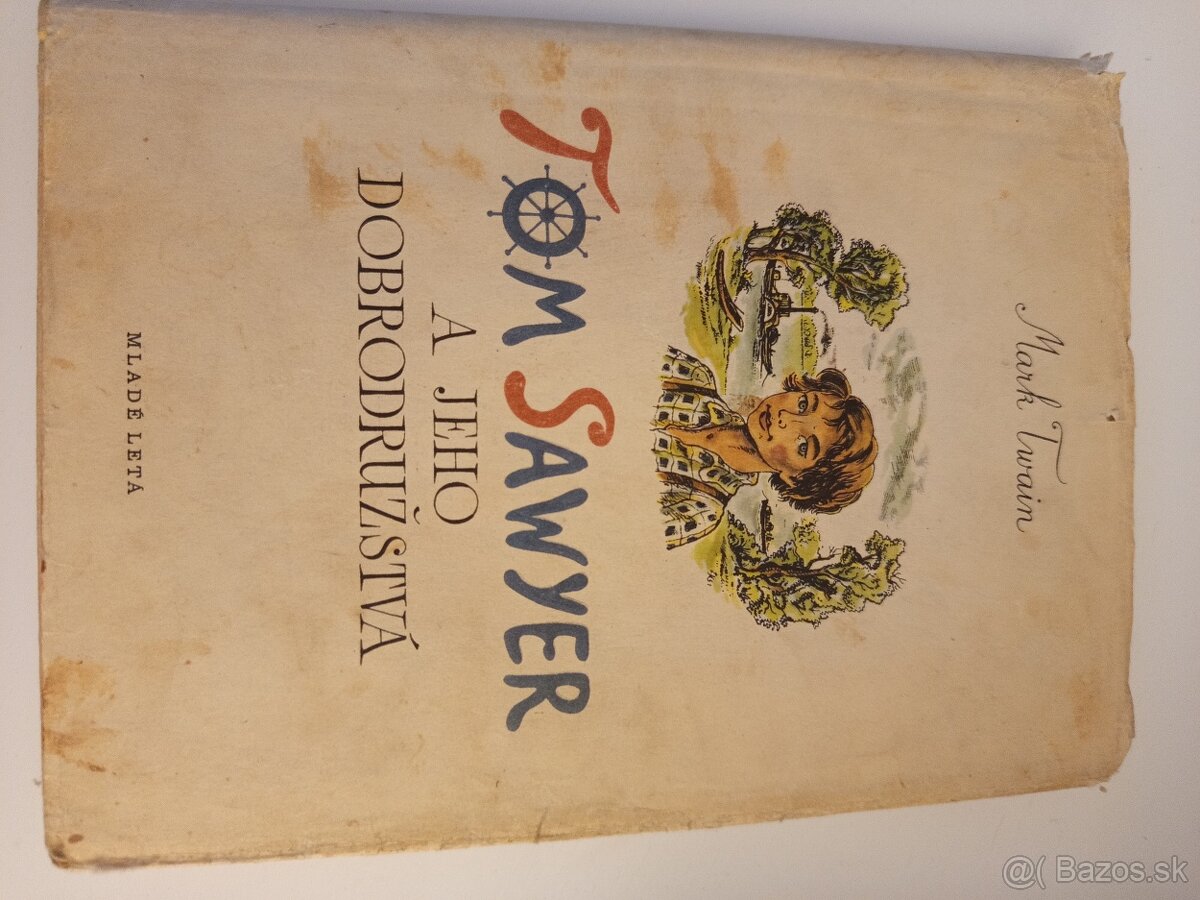 Mark Twain
TOM SAWYER
A JEHO
DOBRODRUŽSTVÁ
MLADÉ LETÁ
@( Bazos.sk